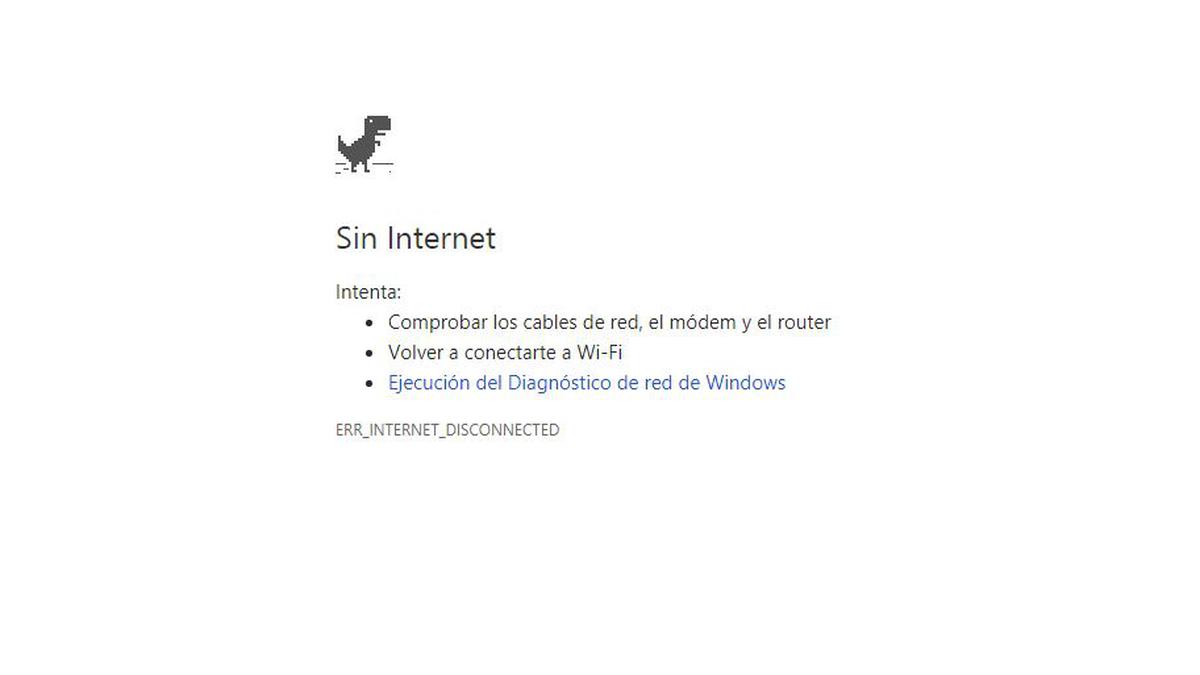 Sin Internet
Intenta:
• Comprobar los cables de red, el módem y el router
• Volver a conectarte a Wi-Fi
• Ejecución del Diagnóstico de red de Windows
ERR_INTERNET_DISCONNECTED